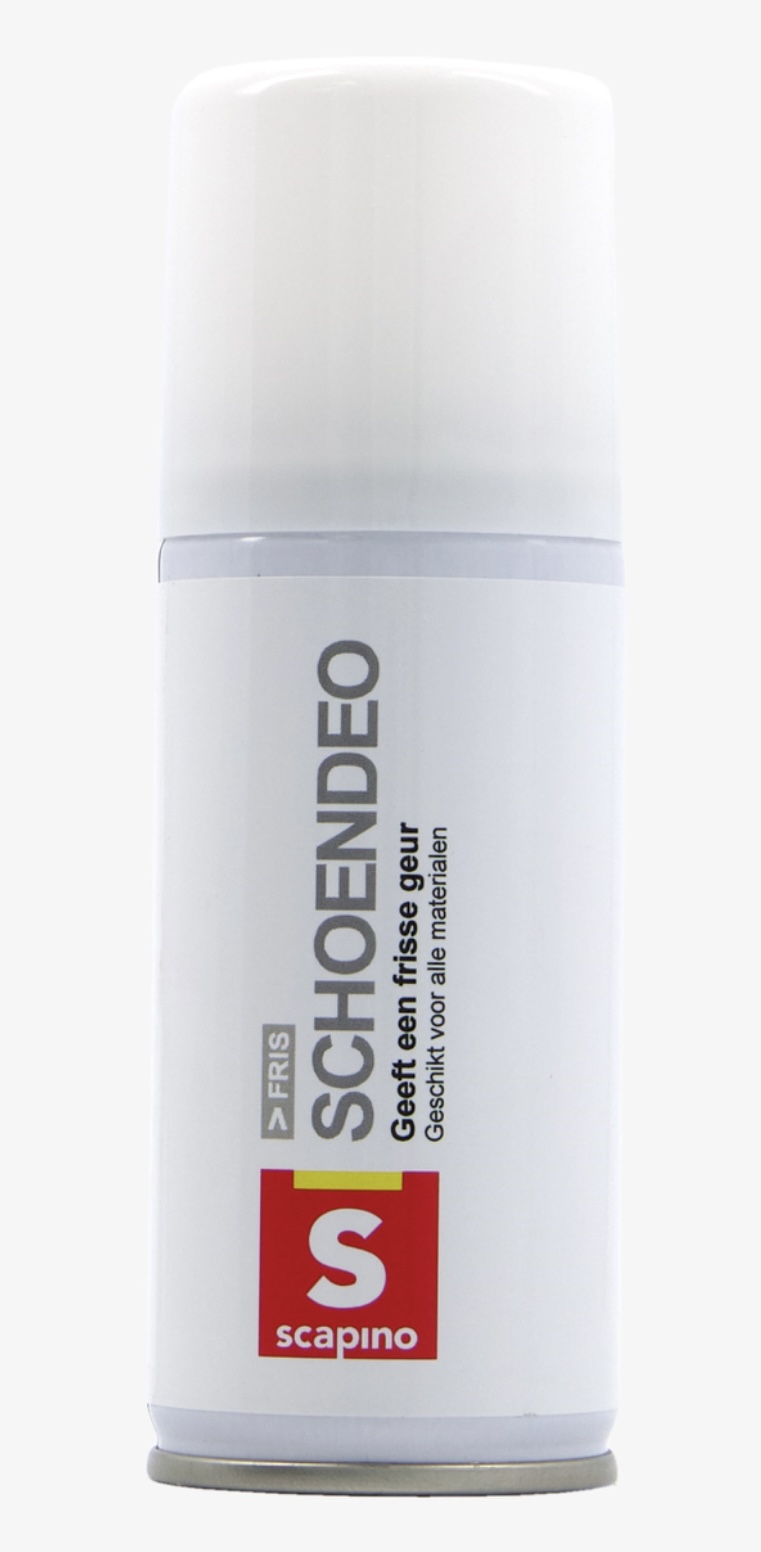 > FRIS
SCHOENDEO
Geeft een frisse geur
Geschikt voor alle materialen
S
scapino